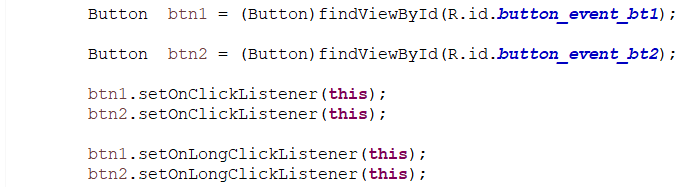 Button  btn1 = (Button)findViewById(R.id.button_event_bt1);
Button  btn2 = (Button)findViewById(R.id.button_event_bt2);
btn1.setOnClickListener(this);
btn2.setOnClickListener(this);
btn1.setOnLongClickListener(this);
btn2.setOnLongClickListener(this);